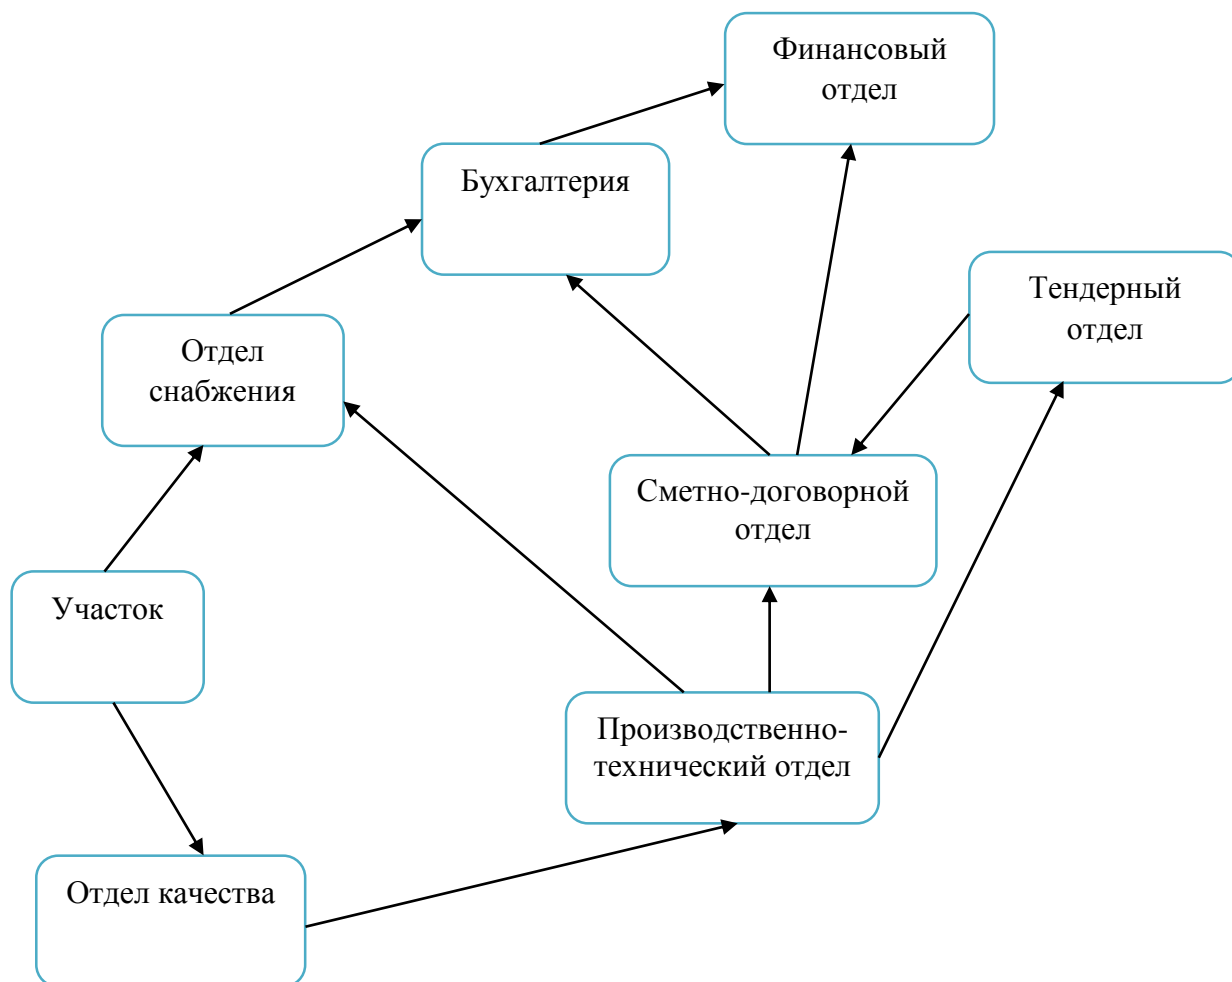 Финансовый
отдел
Бухгалтерия
Тендерный
отдел
Отдел
снабжения
Сметно-договорной
отдел
Участок
Производственно-
технический отдел
Отдел качества